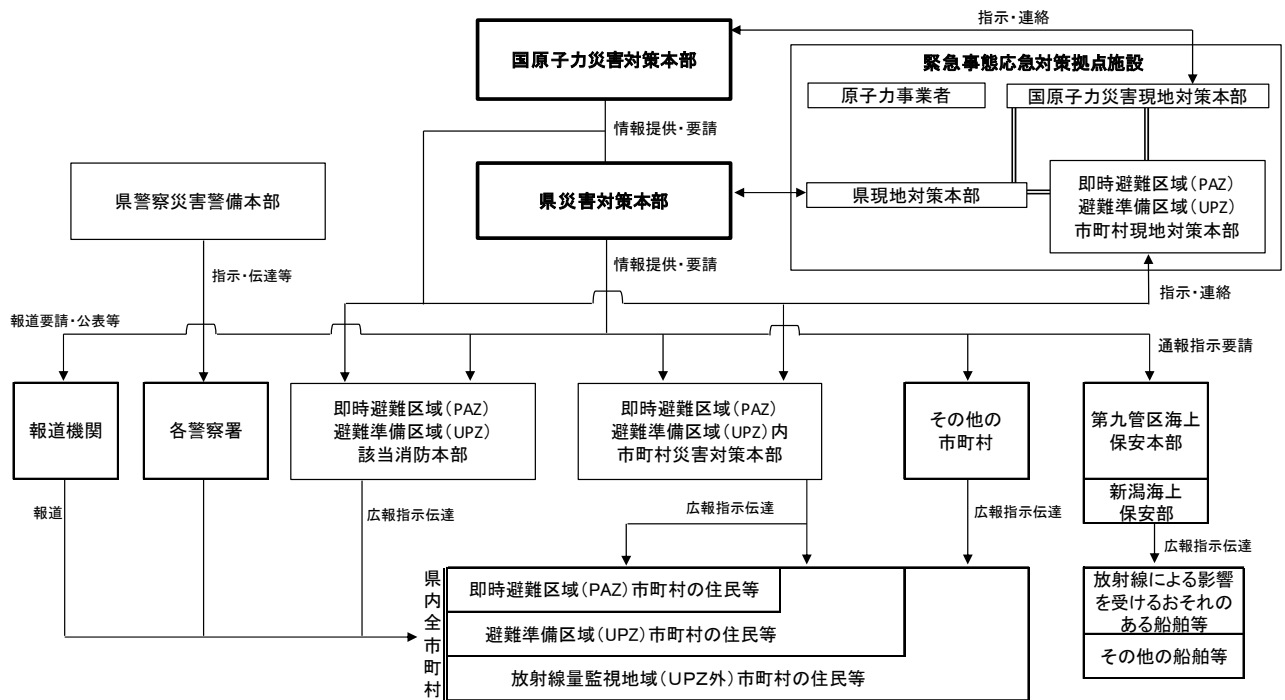 指示・連絡
国原子力災害対策本部
緊急事態応急対策拠点施設
原子力事業者
国原子力災害現地対策本部
情報提供・要請
県警察災害警備本部
県災害対策本部
県現地対策本部
即時避難区域(PAZ)
避難準備区域(UPZ)
市町村現地対策本部
指示・伝達等
情報提供・要請
指示・連絡
報道要請・公表等
通報指示要請
報道機関
各警察署
即時避難区域(PAZ)
避難準備区域(UPZ)
該当消防本部
即時避難区域(PAZ)
避難準備区域(UPZ)内
市町村災害対策本部
その他の
市町村
第九管区海上
保安本部
新潟海上
保安部
報道
広報指示伝達
広報指示伝達
広報指示伝達
広報指示伝達
県内全市町村
即時避難区域(PAZ)市町村の住民等
避難準備区域(UPZ)市町村の住民等
放射線量監視地域(UPZ外)市町村の住民等
放射線による影響
を受けるおそれの
ある船舶等
その他の船舶等